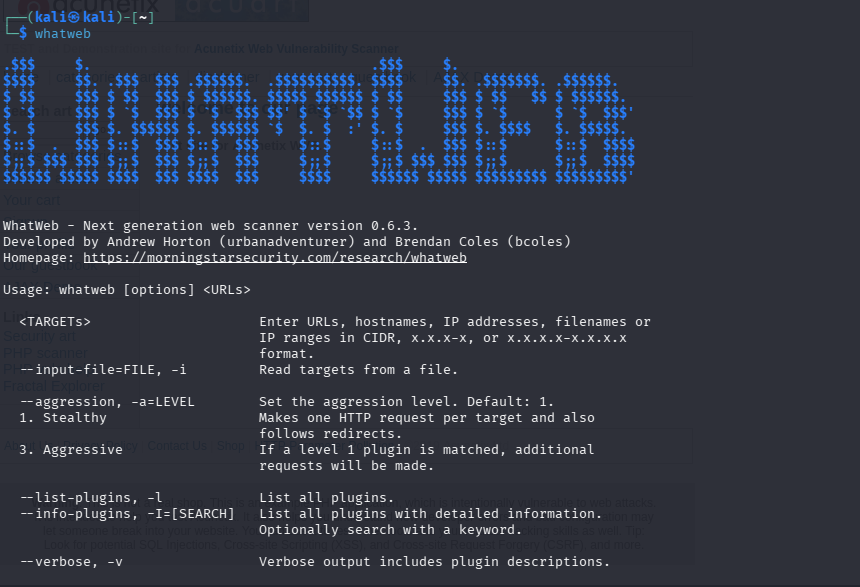 ┌──(kali㉿kali)-[~]
└─$ whatweb
WhatWeb - Next generation web scanner version 0.6.3.
Developed by Andrew Horton (urbanadventurer) and Brendan Coles (bcoles)
Homepage: https://morningstarsecurity.com/research/whatweb
Usage: whatweb [options] <URLs>
<TARGETs> Enter URLs, hostnames, IP addresses, filenames or
IP ranges in CIDR, x.x.x-x, or x.x.x.x-x.x.x.x
format.
--input-file=FILE, -i Read targets from a file.
--aggression, -a=LEVEL Set the aggression level. Default: 1.
1. Stealthy Makes one HTTP request per target and also
follows redirects.
3. Aggressive If a level 1 plugin is matched, additional
requests will be made.
--list-plugins, -l List all plugins.
--info-plugins, -I=[SEARCH] List all plugins with detailed information.
Optionally search with a keyword.
--verbose, -v Verbose output includes plugin descriptions.